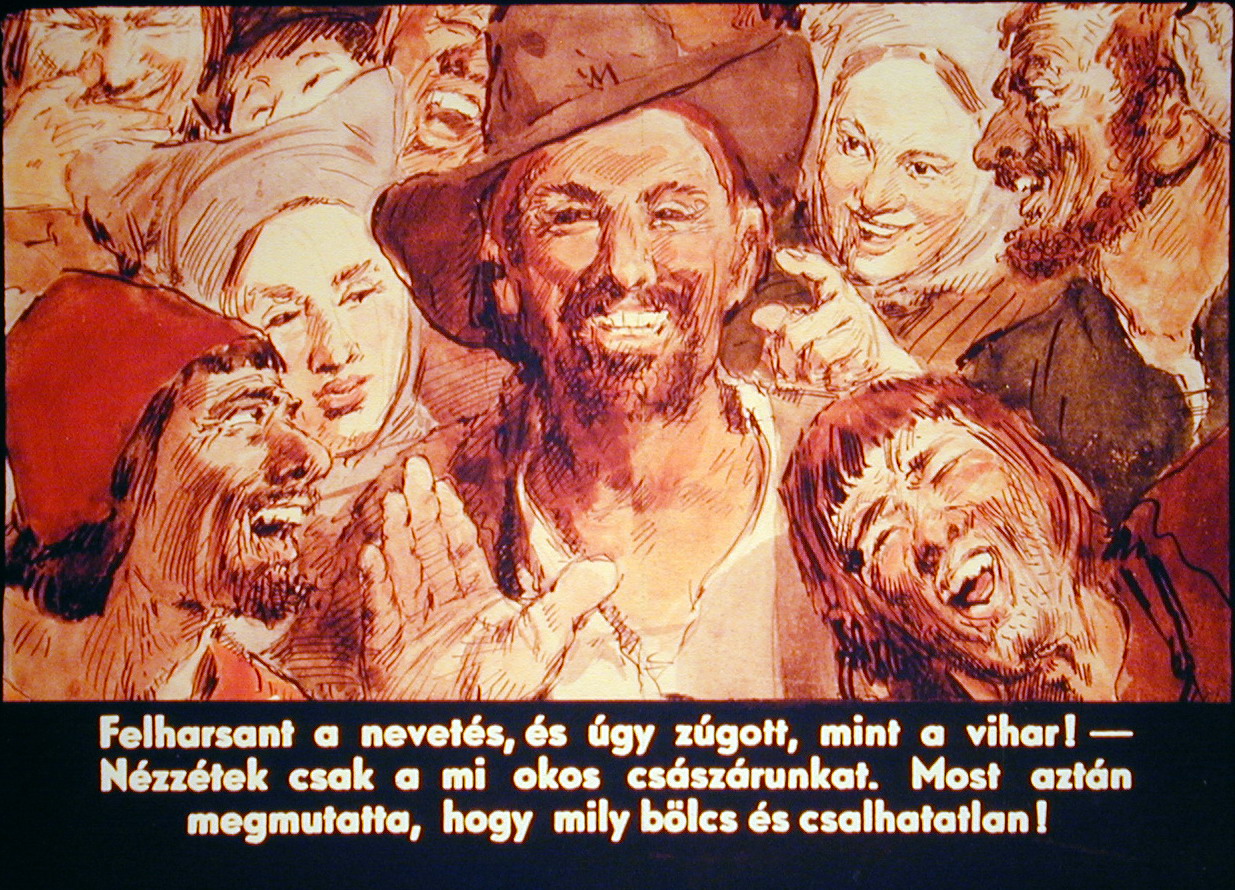 Felharsant a nevetés, és úgy zúgott, mint a vihar! —
Nézzétek csak a mi okos császárunkat. Most aztán
megmutatta, hogy mily bölcs és csalhatatlan!